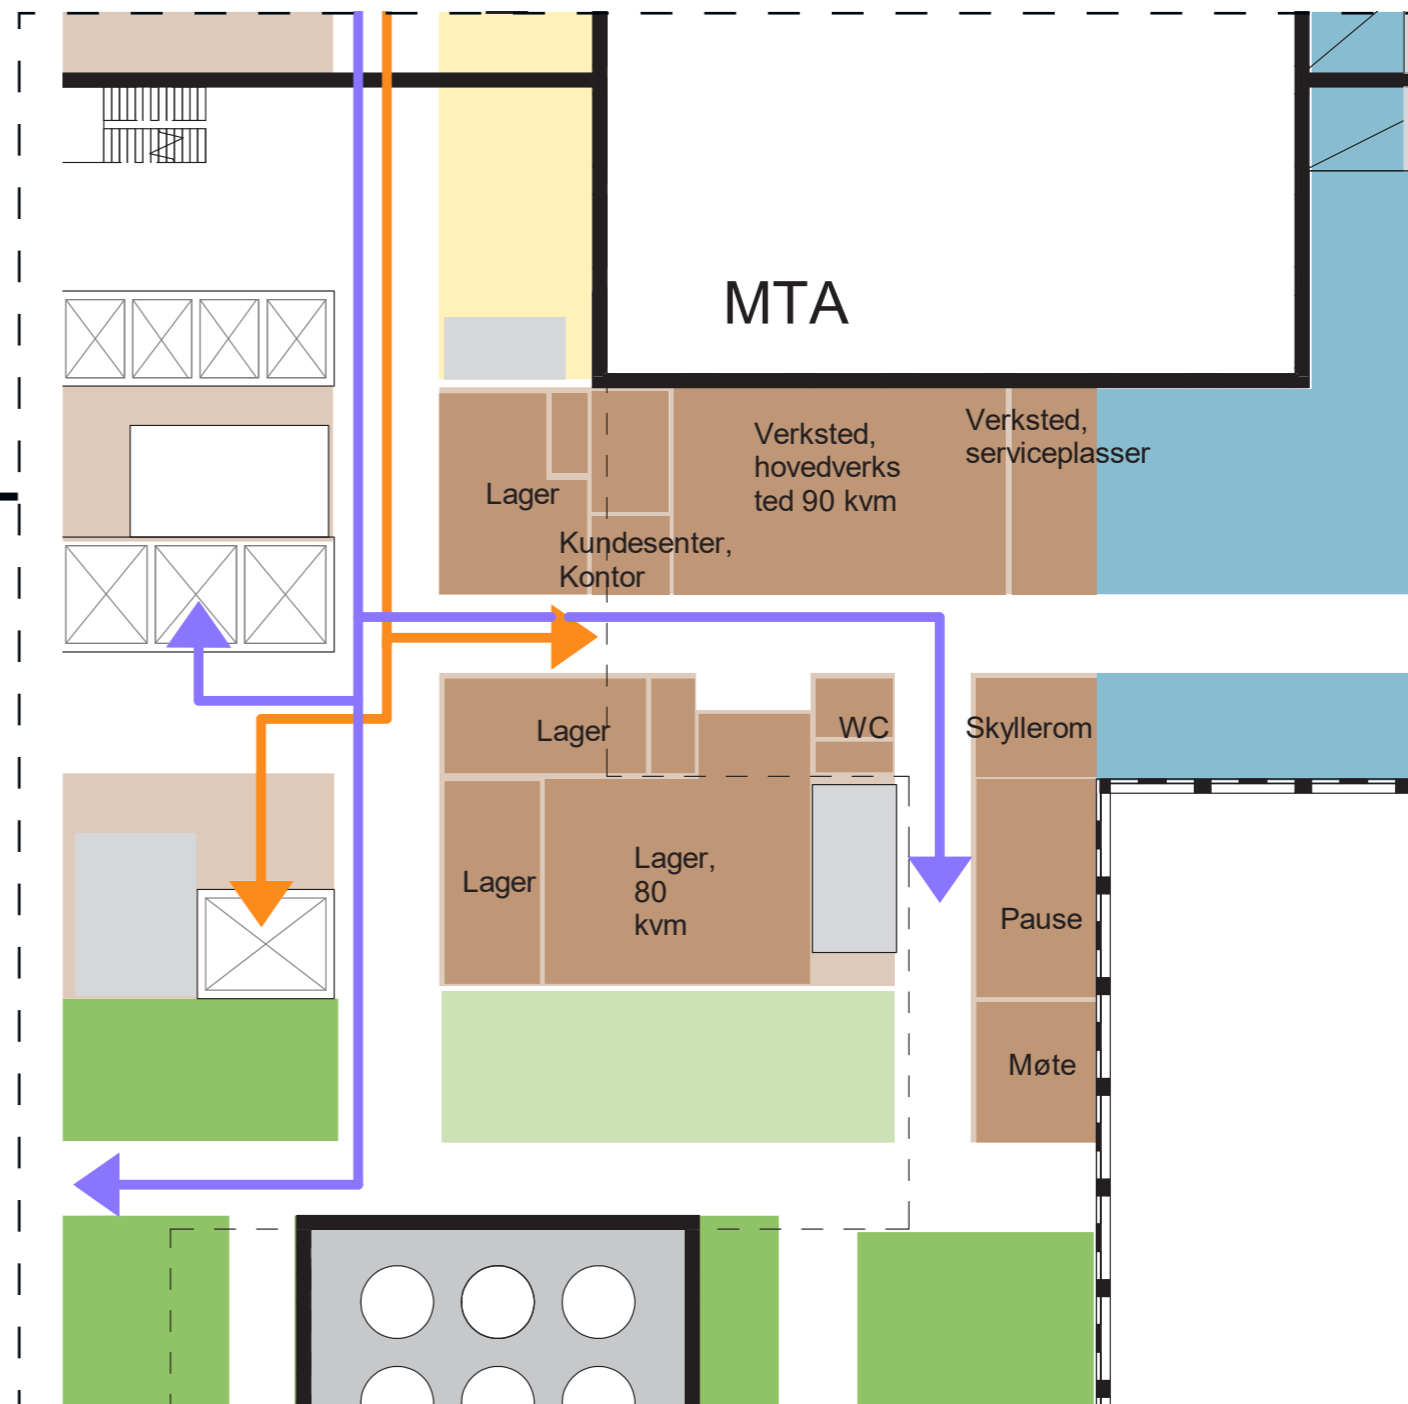 MTA
Verksted,
hovedverks
ted 90 kvm
Verksted,
serviceplasser
Lager
Kundesenter,
Kontor
Lager
WC
Skyllerom
Lager
Lager,
80
kvm
Pause
Møte